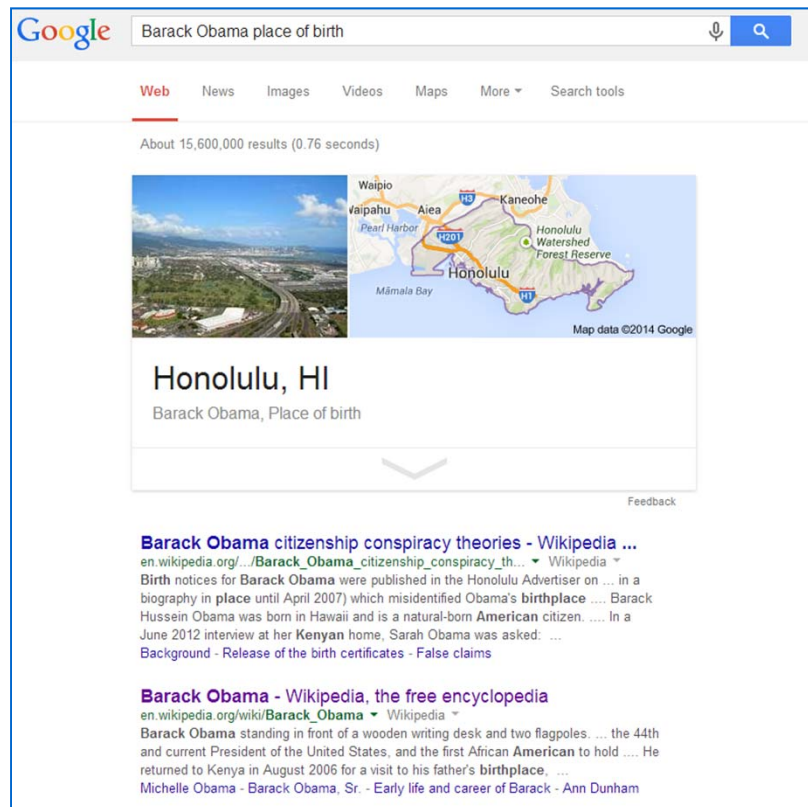 Google
Barack Obama place of birth
Web News Images Videos Maps More Search tools
About 15,600,000 results (0.76 seconds)
Waipio
Kaneohe
H3
Waipahu
Aiea
Pearl Harbor
H201
Honolulu
Watershed
Forest Reserve
Honolulu
H1
Māmala Bay
Map data ©2014 Google
Honolulu, HI
Barack Obama, Place of birth
Feedback
Barack Obama citizenship conspiracy theories - Wikipedia ...
en.wikipedia.org/.../Barack_Obama_citizenship_conspiracy_th... Wikipedia
Birth notices for Barack Obama were published in the Honolulu Advertiser on ... in a
biography in place until April 2007) which misidentified Obama's birthplace .... Barack
Hussein Obama was born in Hawaii and is a natural-born American citizen. .... In a
June 2012 interview at her Kenyan home, Sarah Obama was asked: ...
Background - Release of the birth certificates - False claims
Barack Obama - Wikipedia, the free encyclopedia
en.wikipedia.org/wiki/Barack_Obama Wikipedia
Barack Obama standing in front of a wooden writing desk and two flagpoles. ... the 44th
and current President of the United States, and the first African American to hold .... He
returned to Kenya in August 2006 for a visit to his father's birthplace, ...
Michelle Obama - Barack Obama, Sr. - Early life and career of Barack - Ann Dunham